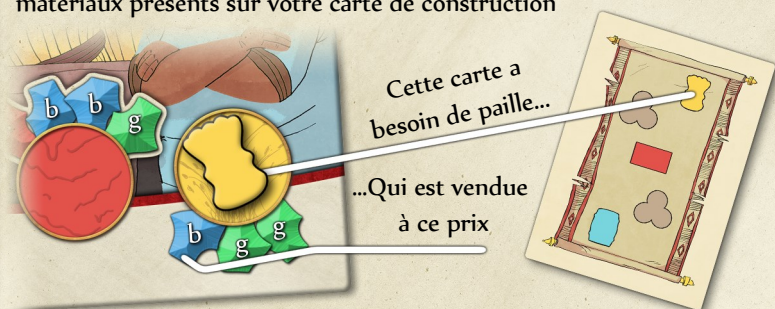 matériaux présents sur votre carte de construction
Cette carte a
besoin de paille...
b b g
...Qui est vendue
à ce prix
b g g